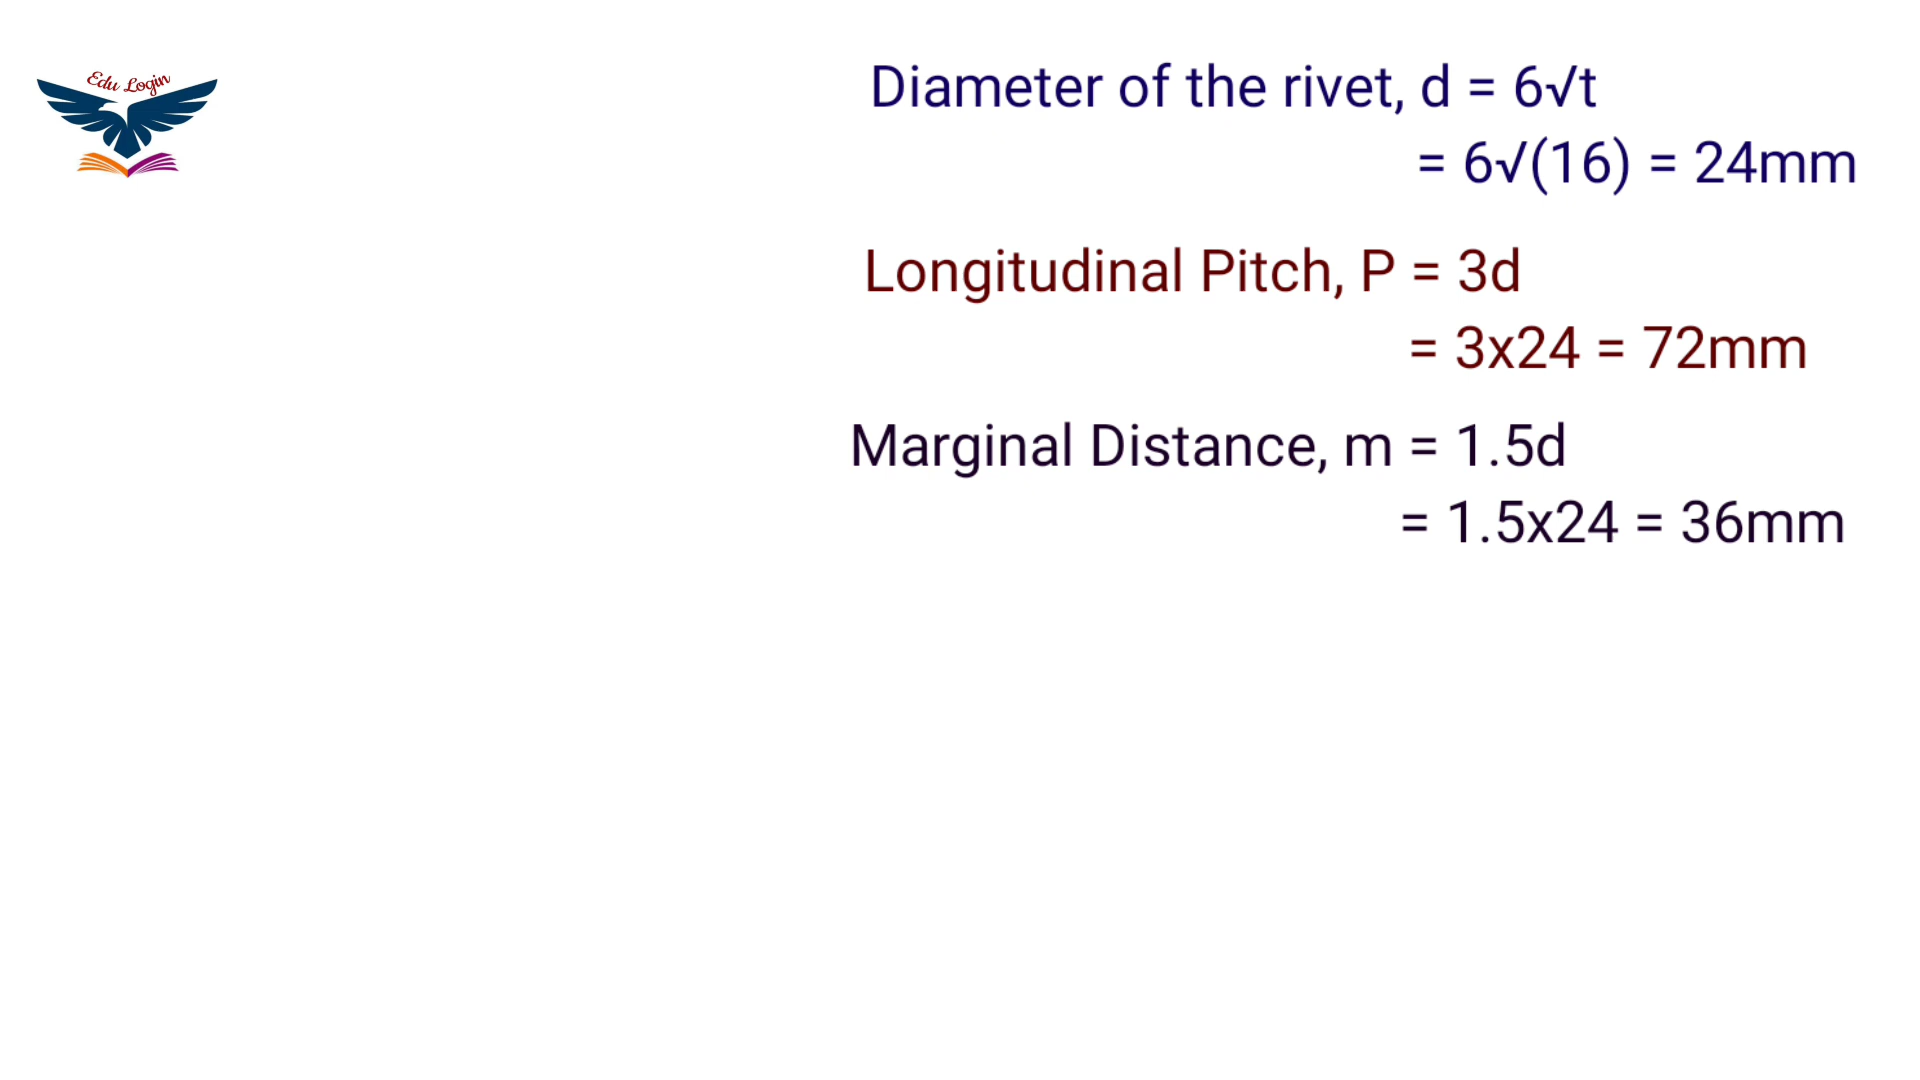 Edu Login
Diameter of the rivet, d = 6√t
= 6√(16) = 24mm
Longitudinal Pitch, P = 3d
= 3x24 = 72mm
Marginal Distance, m = 1.5d
= 1.5x24 = 36mm